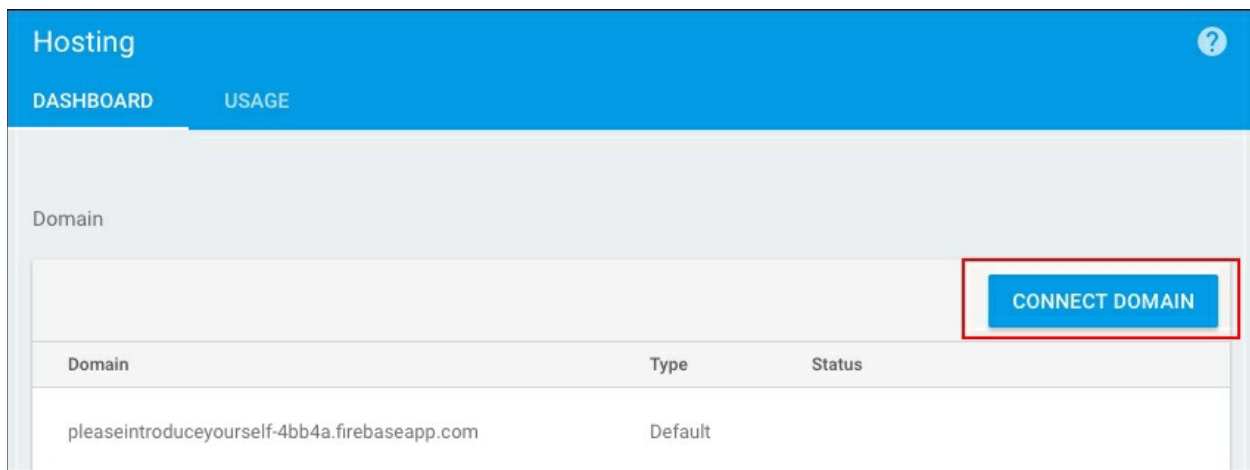 Hosting
?
DASHBOARD USAGE
Domain
CONNECT DOMAIN
Domain Type Status
pleaseintroduceyourself-4bb4a.firebaseapp.com Default